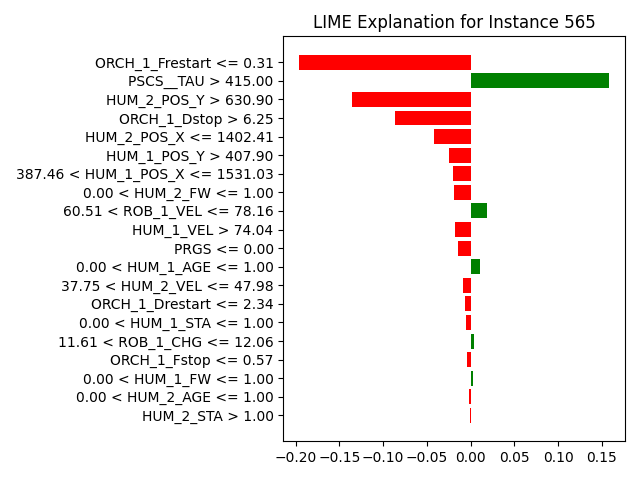 LIME Explanation for Instance 565
ORCH_1_Frestart <= 0.31
PSCS__TAU > 415.00
HUM_2_POS_Y > 630.90
ORCH_1_Dstop > 6.25
HUM_2_POS_X <= 1402.41
HUM_1_POS_Y > 407.90
387.46 < HUM_1_POS_X <= 1531.03
0.00 < HUM_2_FW <= 1.00
60.51 < ROB_1_VEL <= 78.16
HUM_1_VEL > 74.04
PRGS <= 0.00
0.00 < HUM_1_AGE <= 1.00
37.75 < HUM_2_VEL <= 47.98
ORCH_1_Drestart <= 2.34
0.00 < HUM_1_STA <= 1.00
11.61 < ROB_1_CHG <= 12.06
ORCH_1_Fstop <= 0.57
0.00 < HUM_1_FW <= 1.00
0.00 < HUM_2_AGE <= 1.00
HUM_2_STA > 1.00
−0.20 −0.15 −0.10 −0.05 0.00 0.05 0.10 0.15